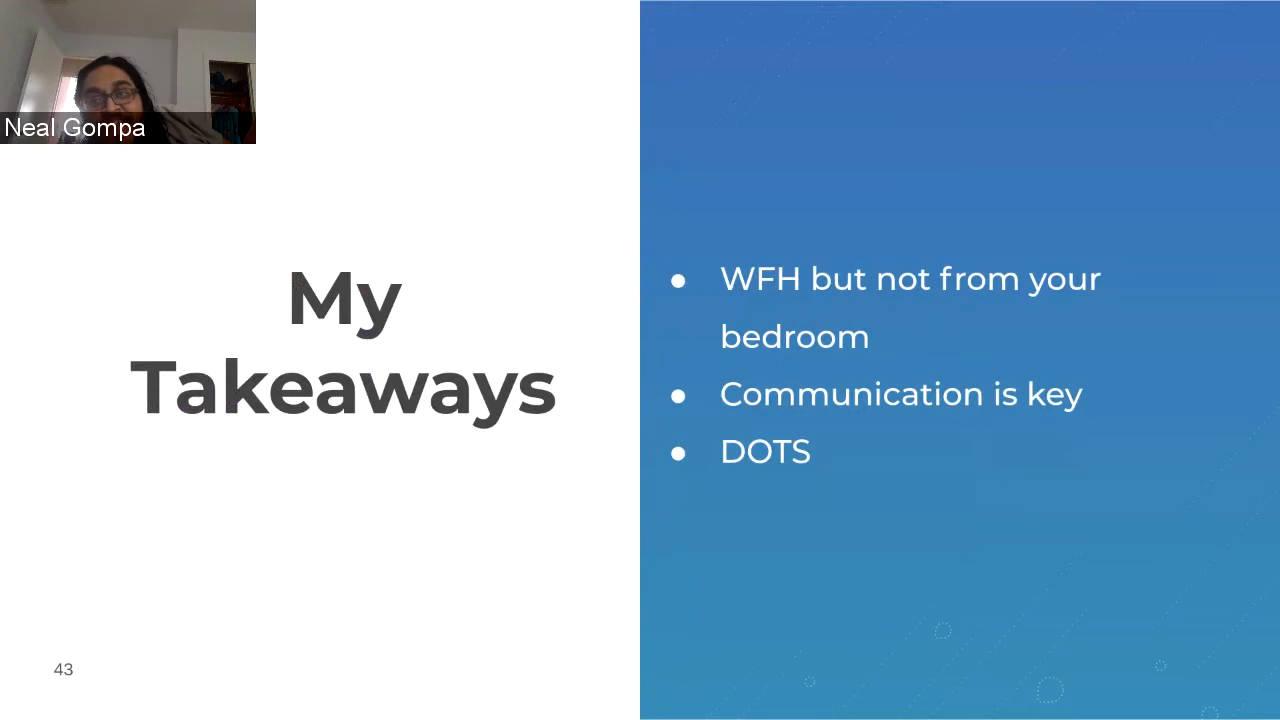 Neal Gompa
My
Takeaways
● WFH but not from your
bedroom
● Communication is key
● DOTS
43